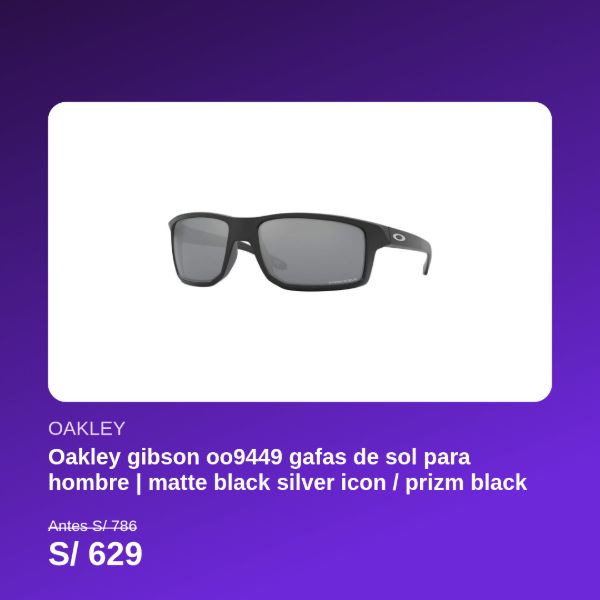 OAKLEY
Oakley gibson oo9449 gafas de sol para
hombre | matte black silver icon / prizm black
Antes S/ 786
S/ 629